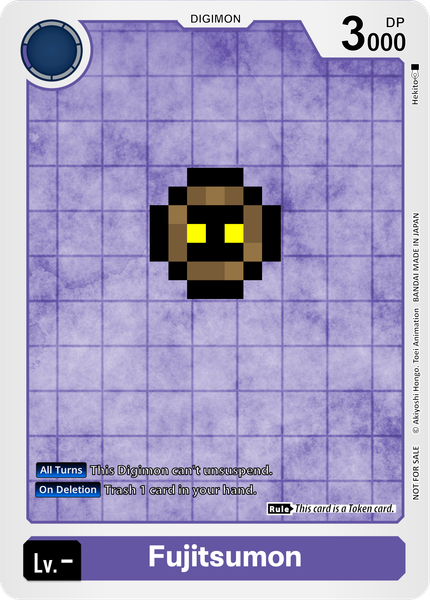 DIGIMON
3000
DP
Hekito
All Turns This Digimon can't unsuspend.
On Deletion Trash 1 card in your hand.
Rule This card is a Token card.
NOT FOR SALE © Akiyoshi Hongo, Toei Animation BANDAI MADE IN JAPAN
Lv.-
Fujitsumon